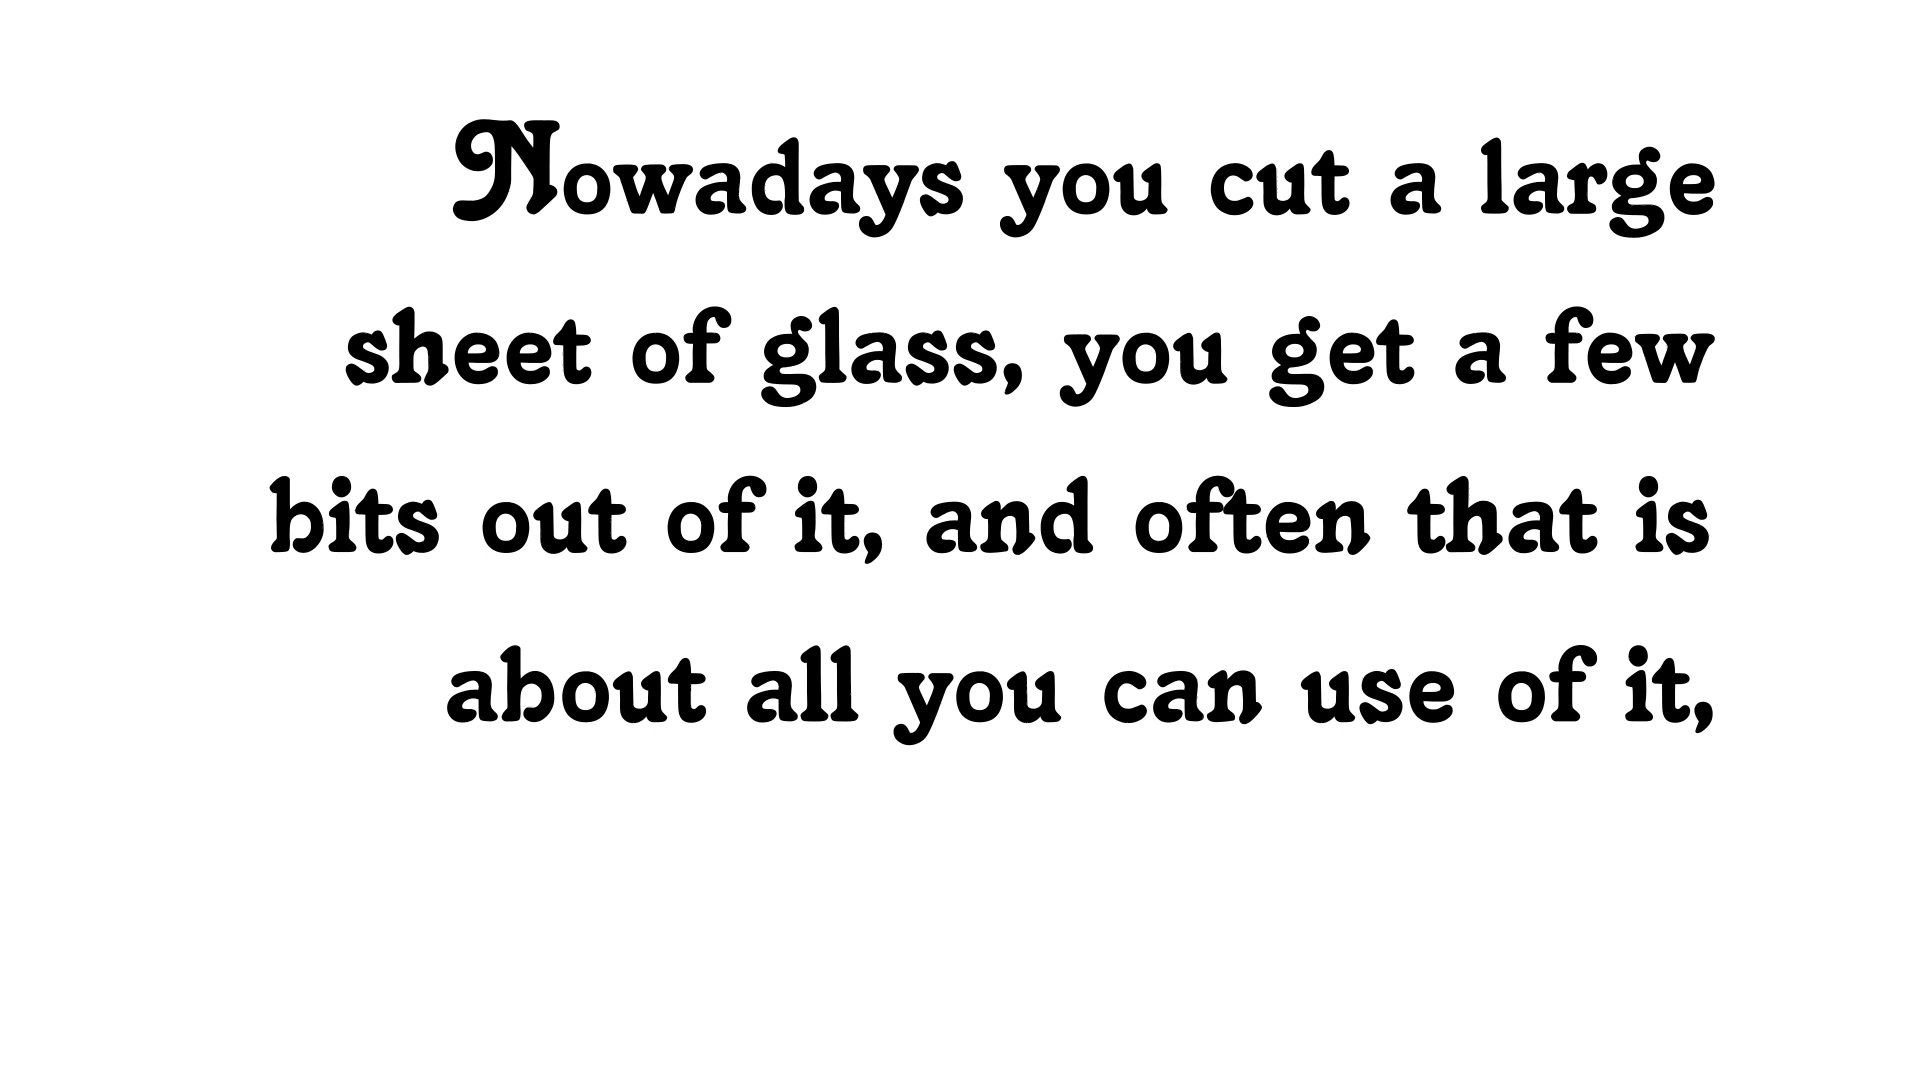 Nowadays you cut a large
sheet of glass, you get a few
bits out of it, and often that is
about all you can use of it,